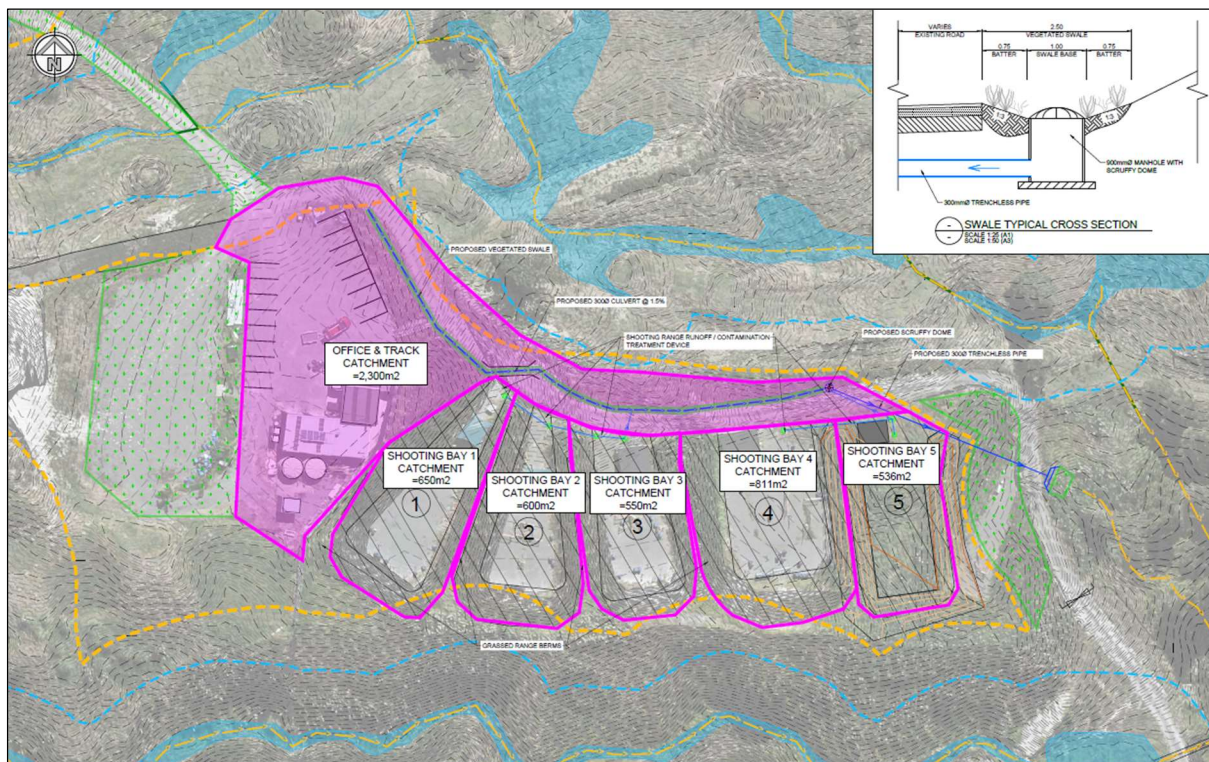 N
VARIES
EXISTING ROAD
2.50
VEGETATED SWALE
0.75
BATTER
1.00
SWALE BASE
0.75
BATTER
1:3
1:3
900mmØ MANHOLE WITH
SCRUFFY DOME
300mmØ TRENCHLESS PIPE
-
-
SWALE TYPICAL CROSS SECTION
SCALE 1:25 (A1)
SCALE 1:50 (A3)
PROPOSED VEGETATED SWALE
PROPOSED 300Ø CULVERT @ 1.5%
SHOOTING RANGE RUNOFF / CONTAMINATION
TREATMENT DEVICE
PROPOSED SCRUFFY DOME
PROPOSED 300Ø TRENCHLESS PIPE
OFFICE & TRACK
CATCHMENT
=2,300m2
SHOOTING BAY 1
CATCHMENT
=650m2
1
SHOOTING BAY 2
CATCHMENT
=600m2
2
SHOOTING BAY 3
CATCHMENT
=550m2
3
SHOOTING BAY 4
CATCHMENT
=811m2
4
SHOOTING BAY 5
CATCHMENT
=536m2
5
GRASSED RANGE BERMS